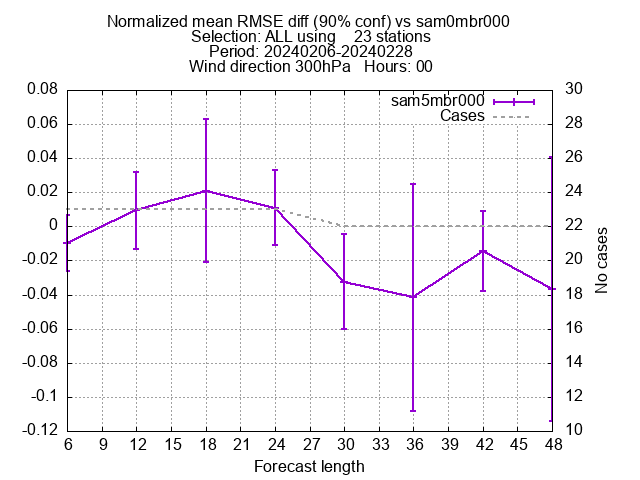 Normalized mean RMSE diff (90% conf) vs sam0mbr000
Selection: ALL using    23 stations
Period: 20240206-20240228
Wind direction 300hPa   Hours: 00
sam5mbr000
Cases
0.08
0.06
0.04
0.02
0
-0.02
-0.04
-0.06
-0.08
-0.1
-0.12
30
28
26
24
22
20
18
16
14
12
10
No cases
6 9 12 15 18 21 24 27 30 33 36 39 42 45 48
Forecast length